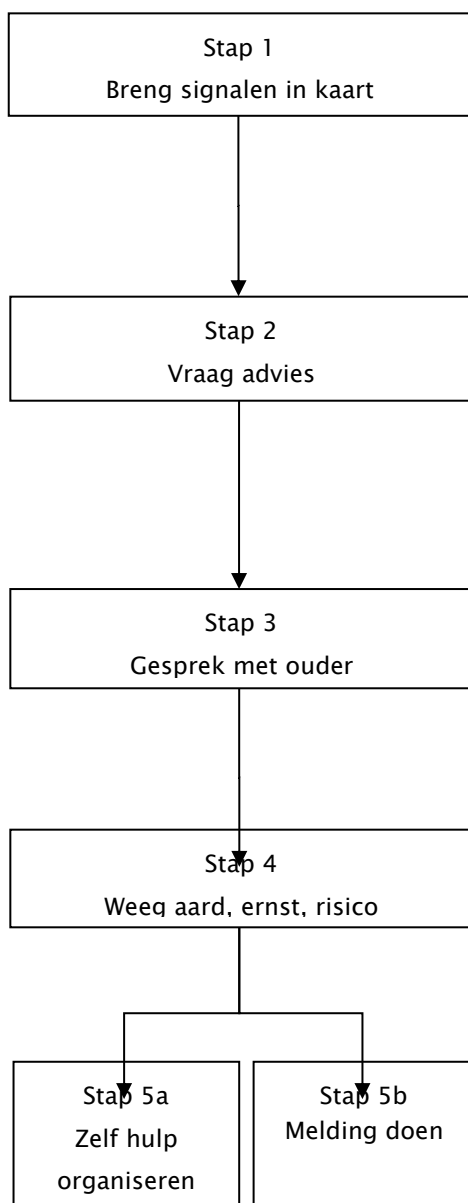 Stap 1
Breng signalen in kaart
Stap 2
Vraag advies
Stap 3
Gesprek met ouder
Stap 4
Weeg aard, ernst, risico
Stap 5a
Zelf hulp
organiseren
Stap 5b
Melding doen